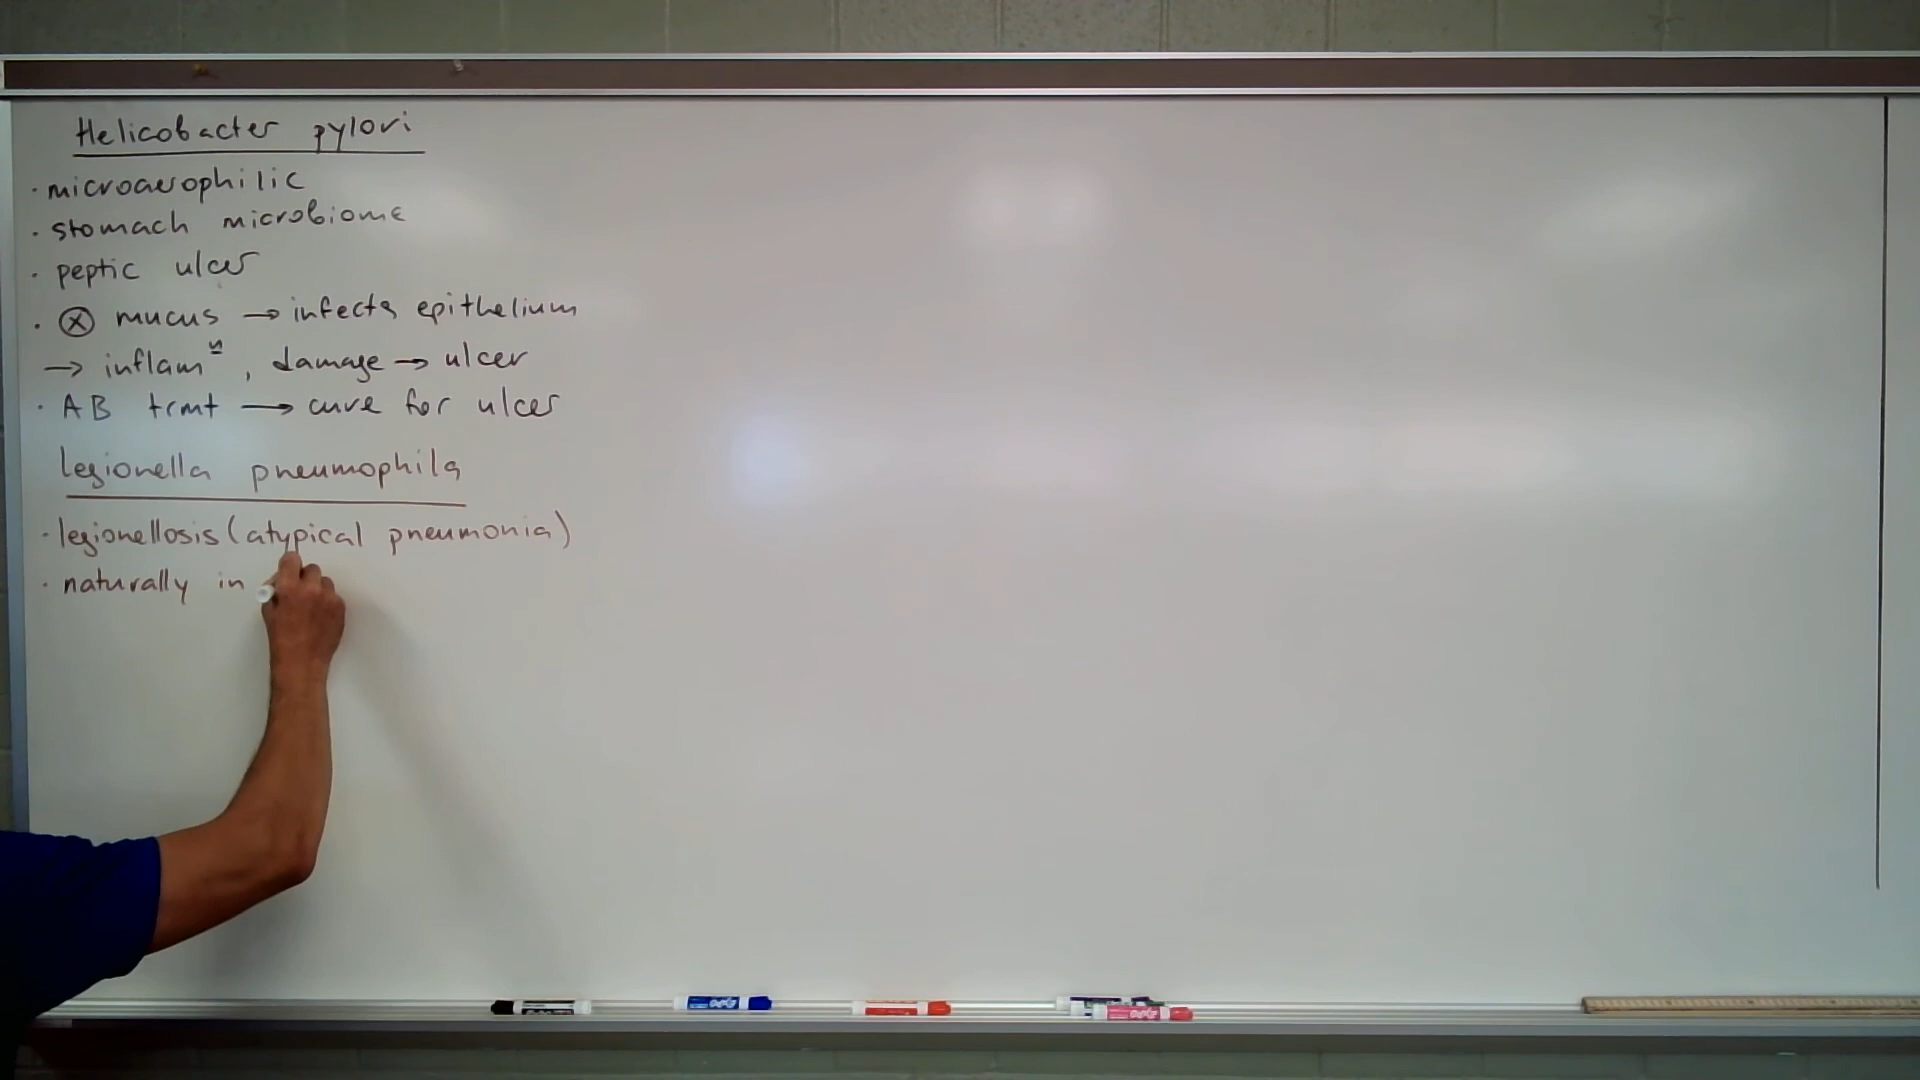 Helicobacter pylori
· microaerophilic
· stomach microbiome
· peptic ulcer
· ⊗ mucus → infects epithelium
→ inflamⁿ, damage → ulcer
· AB trmt → cure for ulcer
Legionella pneumophila
· legionellosis (atypical pneumonia)
· naturally in